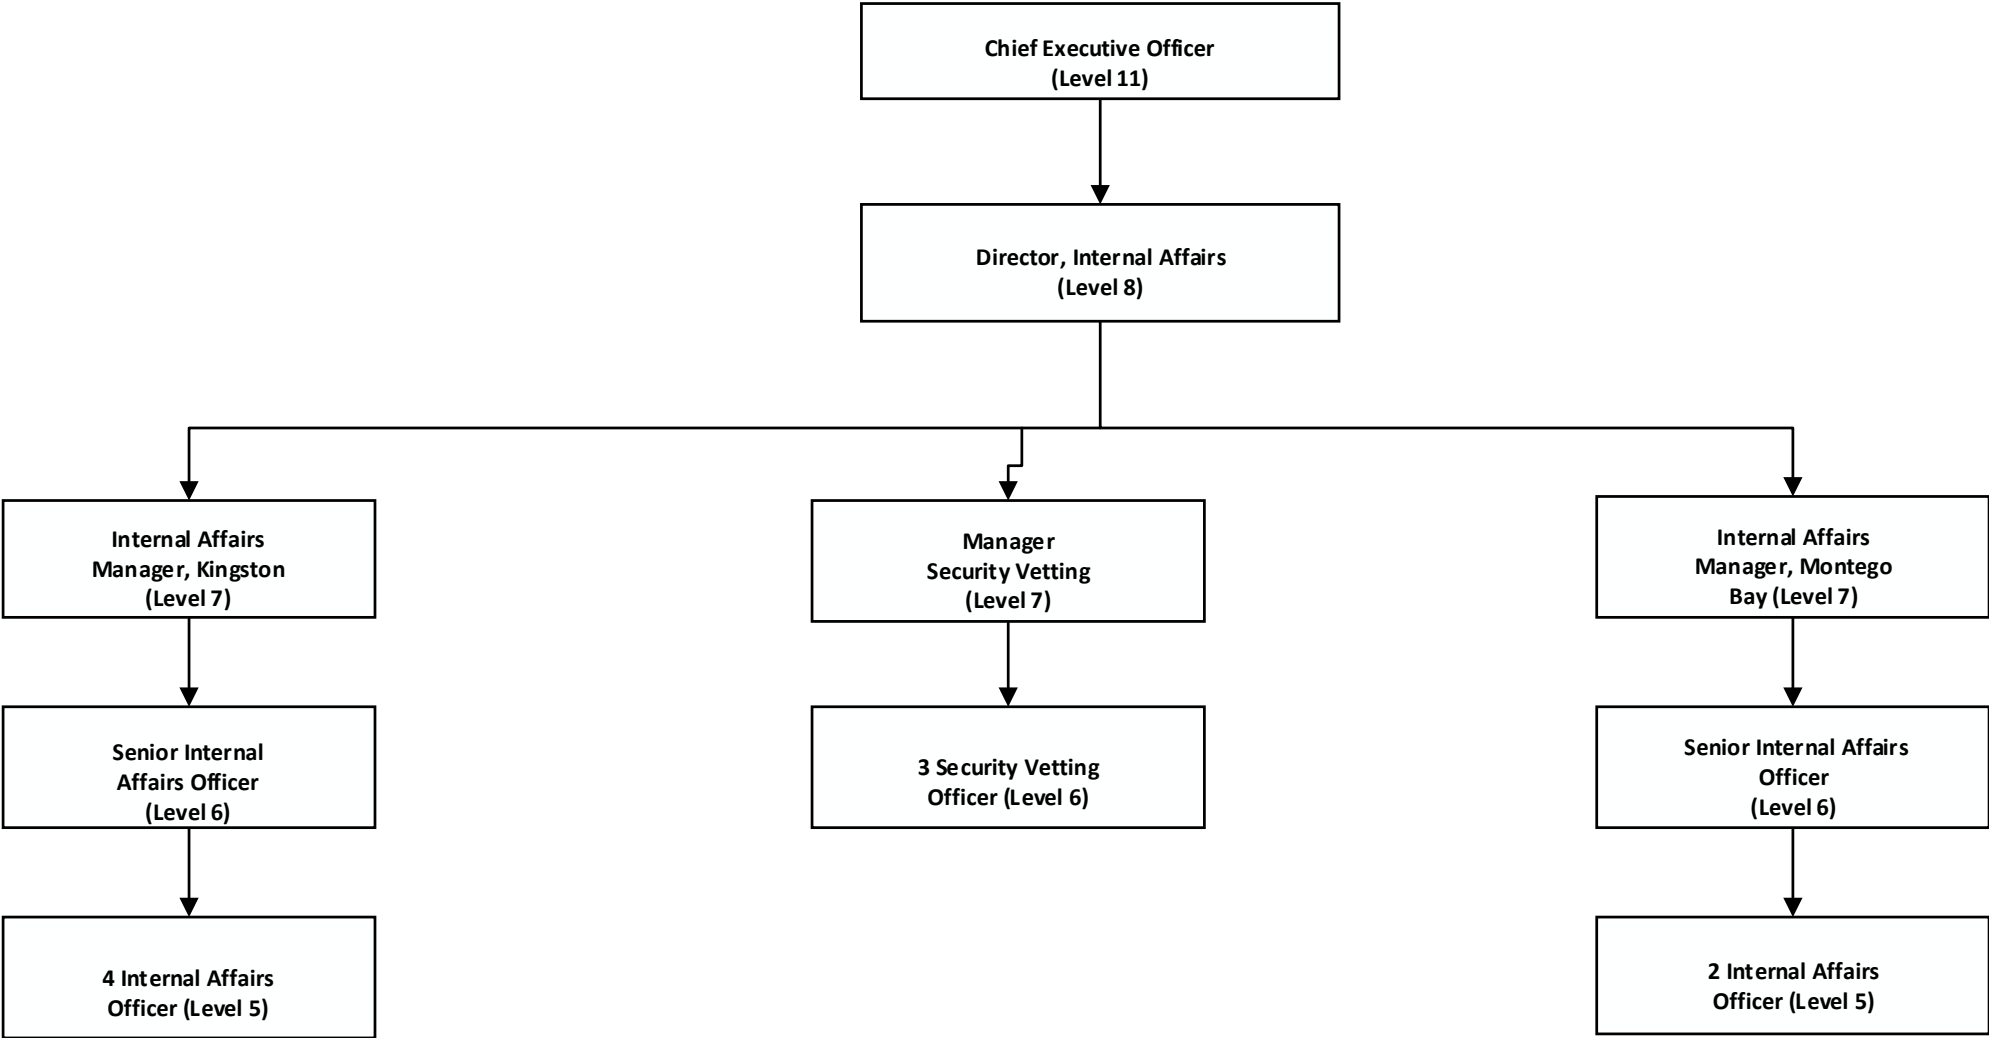 Chief Executive Officer
(Level 11)
Director, Internal Affairs
(Level 8)
Internal Affairs
Manager, Kingston
(Level 7)
Manager
Security Vetting
(Level 7)
Internal Affairs
Manager, Montego
Bay (Level 7)
Senior Internal
Affairs Officer
(Level 6)
3 Security Vetting
Officer (Level 6)
Senior Internal Affairs
Officer
(Level 6)
4 Internal Affairs
Officer (Level 5)
2 Internal Affairs
Officer (Level 5)